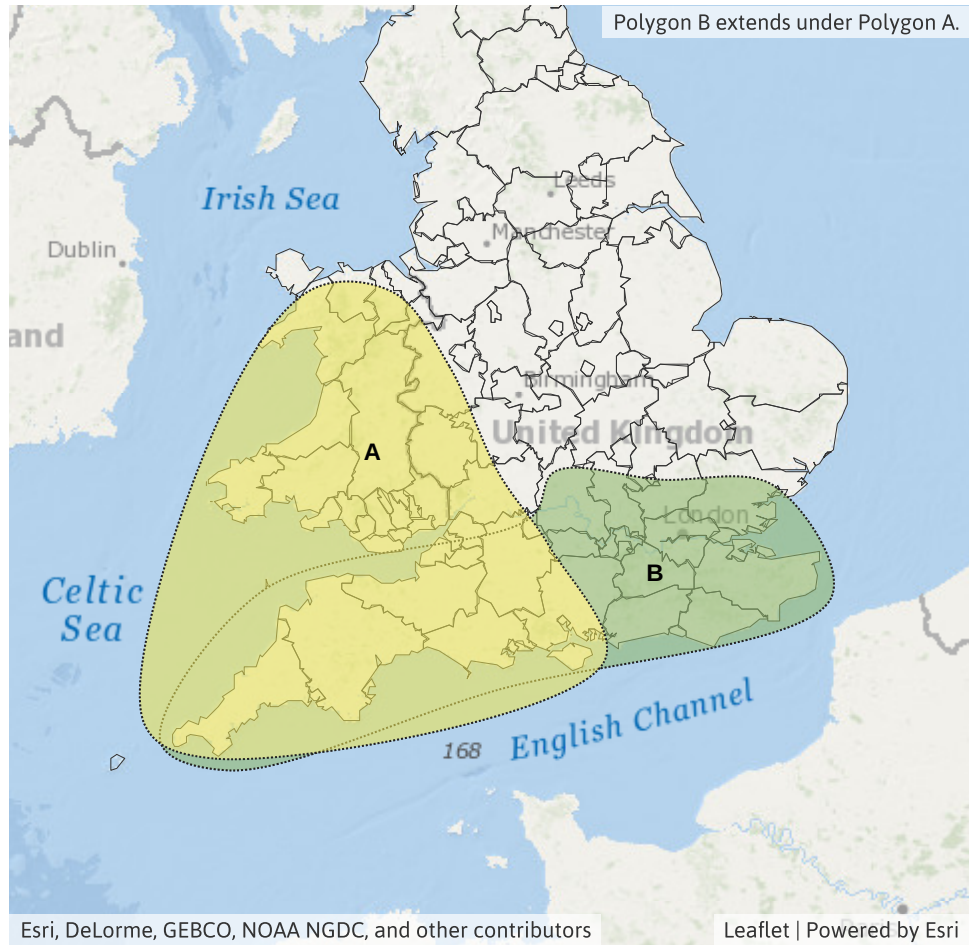 Polygon B extends under Polygon A.
Leeds
Irish Sea
Manchester
Dublin
and
Birmingham
United Kingdom
A
London
B
Celtic
Sea
English Channel
168
Esri, DeLorme, GEBCO, NOAA NGDC, and other contributors
Leaflet | Powered by Esri